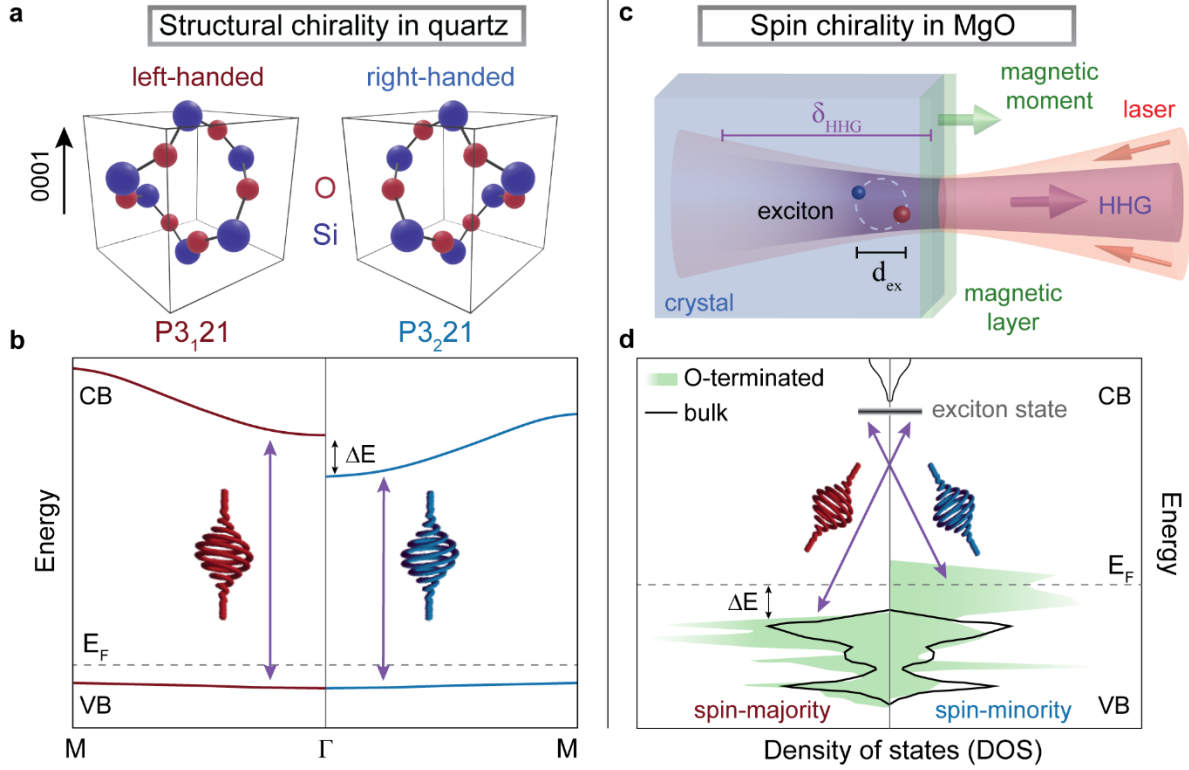 a
Structural chirality in quartz
left-handed
right-handed
0001
O
Si
P3₁21
P3₂21
b
CB
ΔE
Energy
E_F
VB
M
Γ
M
c
Spin chirality in MgO
magnetic
moment
laser
δ_HHG
exciton
HHG
d_ex
crystal
magnetic
layer
d
O-terminated
bulk
CB
exciton state
Energy
E_F
ΔE
spin-majority
spin-minority
VB
Density of states (DOS)